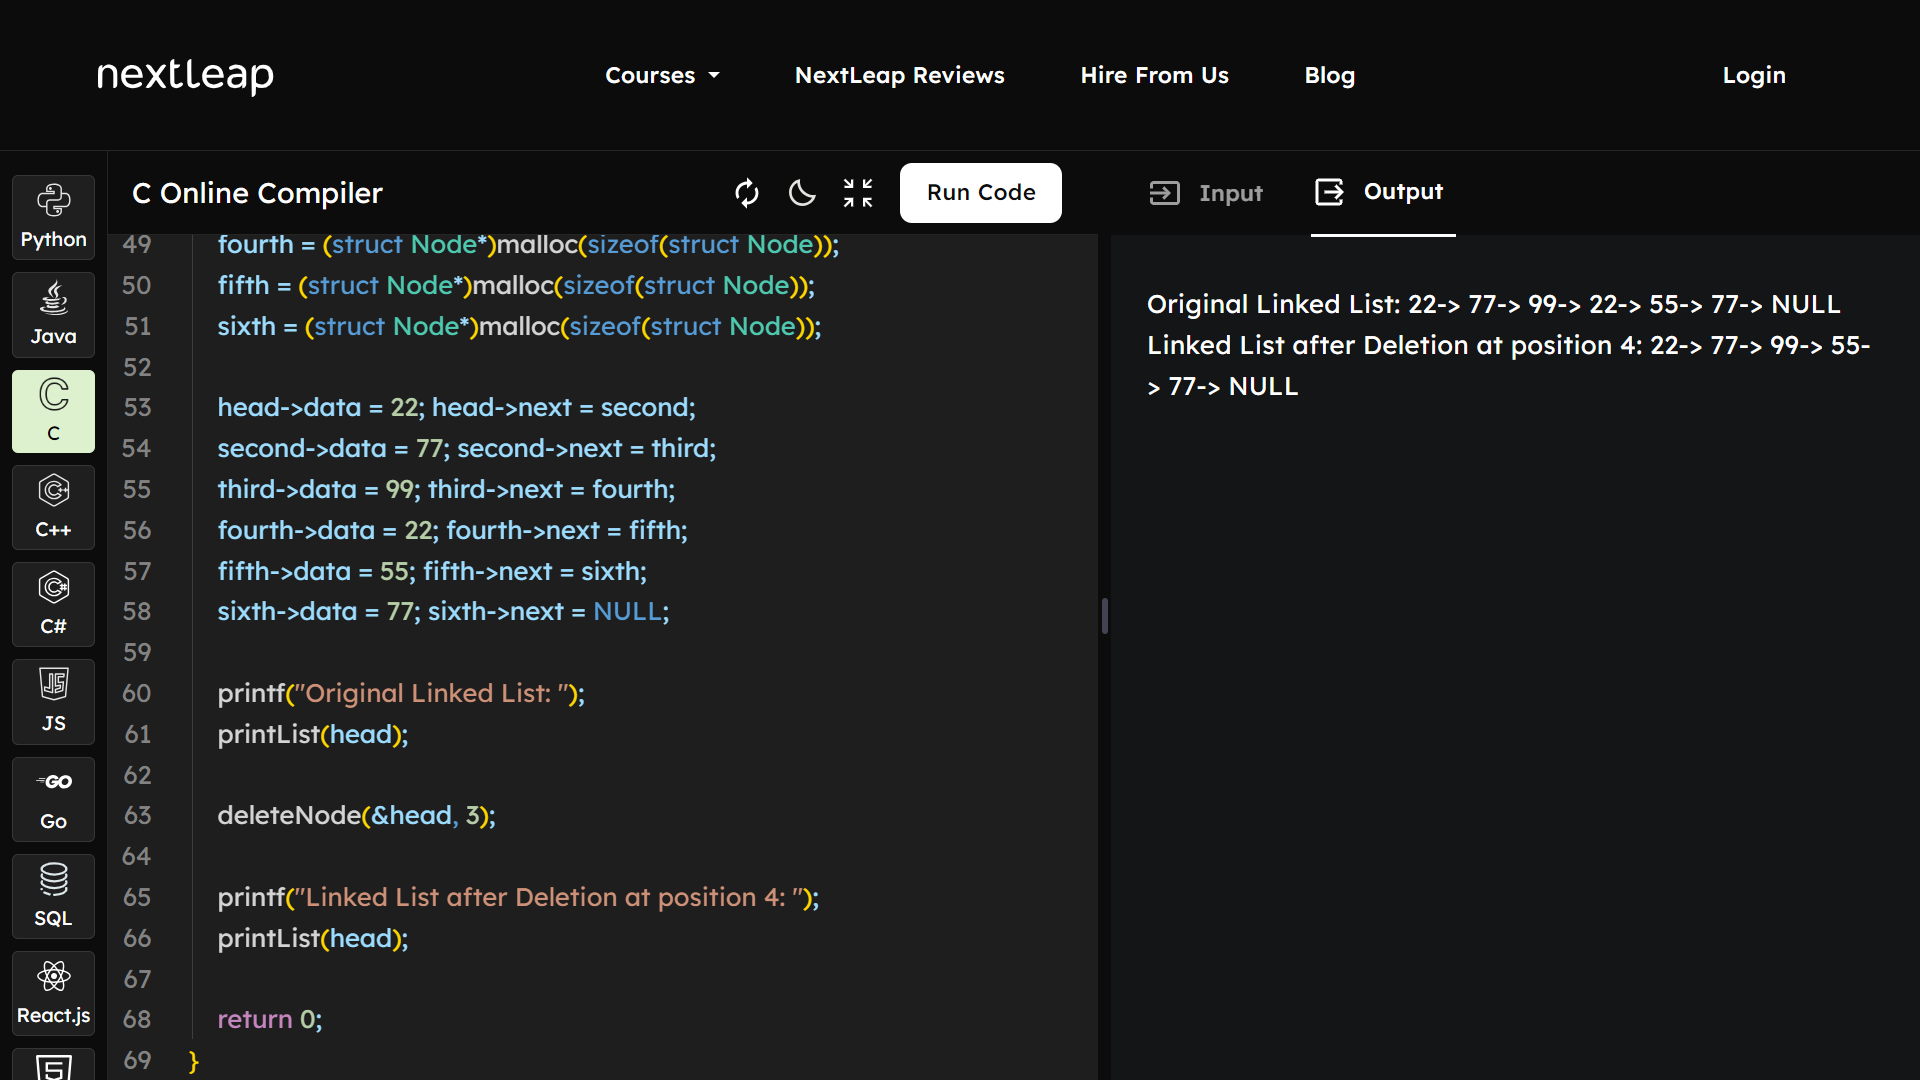 nextleap
Courses
NextLeap Reviews
Hire From Us
Blog
Login
Python
Java
C
C++
C#
JS
Go
SQL
React.js
C Online Compiler
Run Code
Input
Output
49 fourth = (struct Node*)malloc(sizeof(struct Node));
50 fifth = (struct Node*)malloc(sizeof(struct Node));
51 sixth = (struct Node*)malloc(sizeof(struct Node));
52
53 head->data = 22; head->next = second;
54 second->data = 77; second->next = third;
55 third->data = 99; third->next = fourth;
56 fourth->data = 22; fourth->next = fifth;
57 fifth->data = 55; fifth->next = sixth;
58 sixth->data = 77; sixth->next = NULL;
59
60 printf("Original Linked List: ");
61 printList(head);
62
63 deleteNode(&head, 3);
64
65 printf("Linked List after Deletion at position 4: ");
66 printList(head);
67
68 return 0;
69 }
Original Linked List: 22-> 77-> 99-> 22-> 55-> 77-> NULL
Linked List after Deletion at position 4: 22-> 77-> 99-> 55-
> 77-> NULL